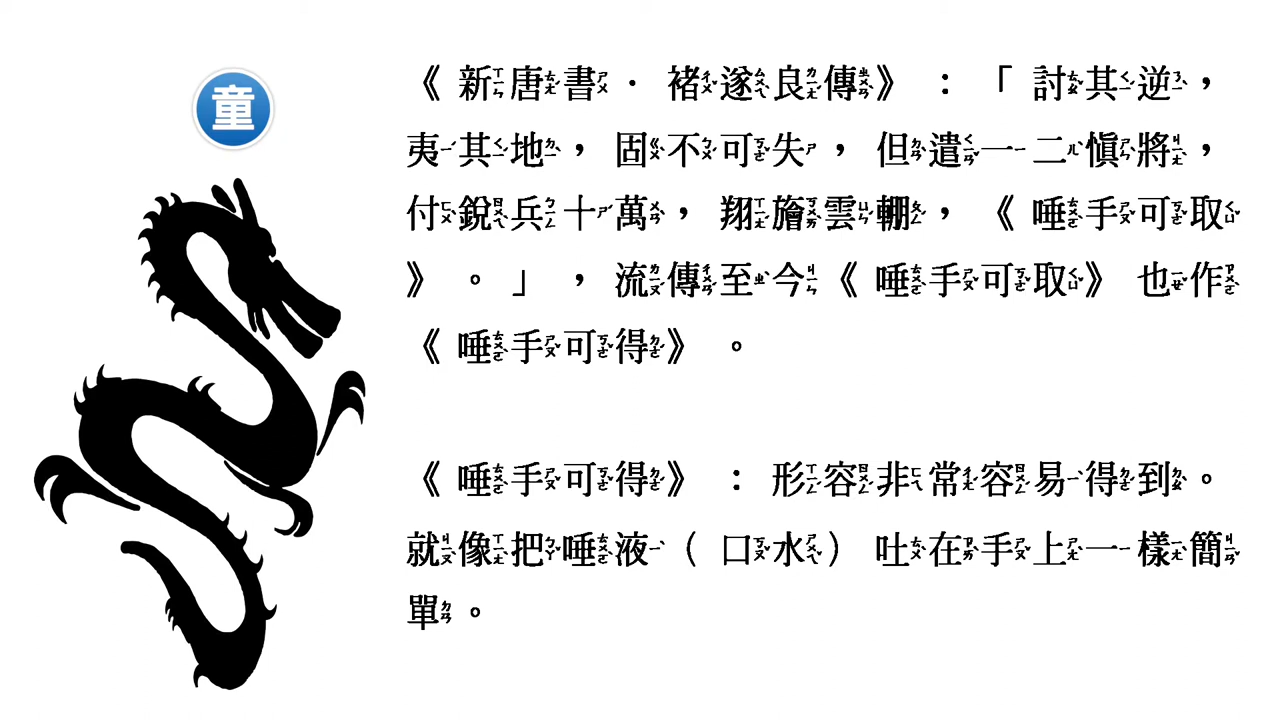 童
《新唐書·褚遂良傳》：「討其逆，
夷其地，固不可失，但遣一二慎將，
付銳兵十萬，翔旝雲輣，《唾手可取
》。」，流傳至今《唾手可取》也作
《唾手可得》。
《唾手可得》：形容非常容易得到。
就像把唾液（口水）吐在手上一樣簡
單。